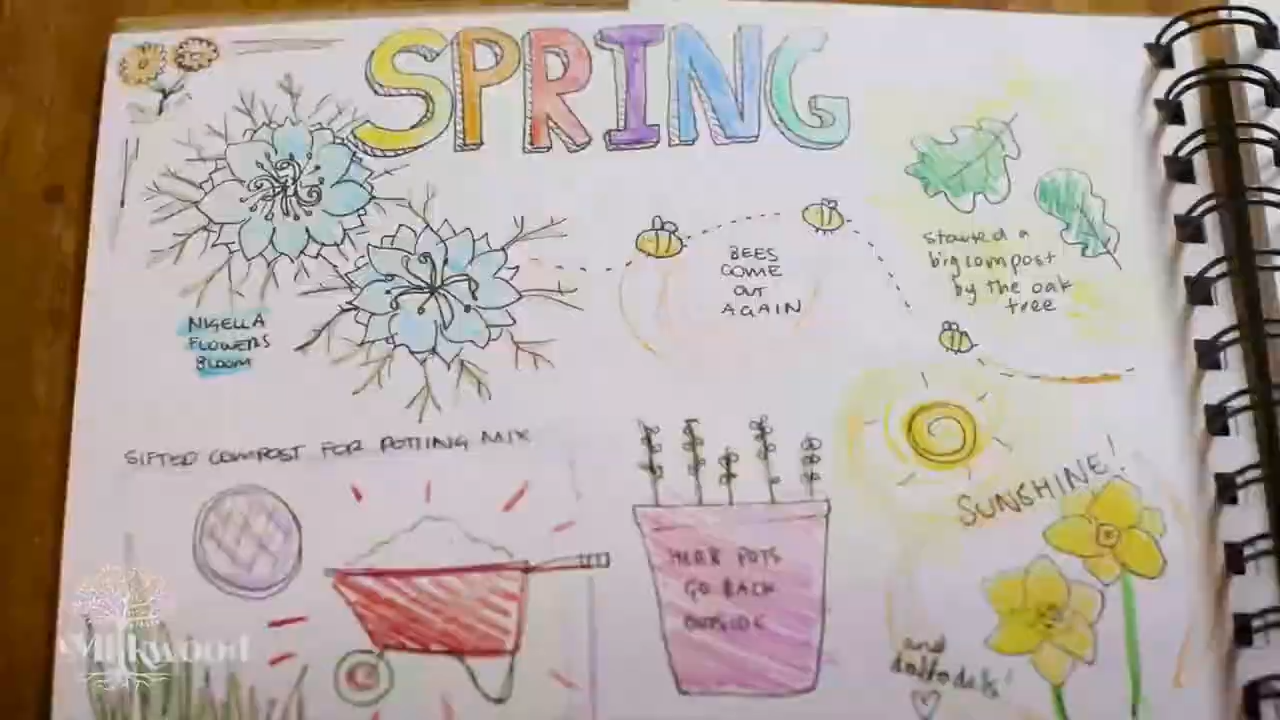 SPRING
NIGELLA
FLOWERS
BLOOM
BEES
COME
OUT
AGAIN
started a
big compost
by the oak
tree
SIFTED COMPOST FOR POTTING MIX
SUNSHINE!
HERB POTS
GO BACK
OUTSIDE
and
daffodils!
Milkwood